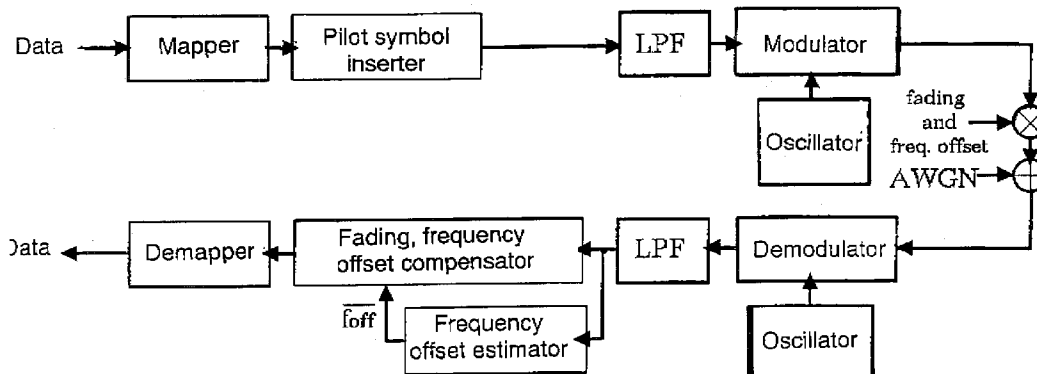 Data
Mapper
Pilot symbol
inserter
LPF
Modulator
Oscillator
fading
and
freq. offset
AWGN
Data
Demapper
Fading, frequency
offset compensator
LPF
Demodulator
foff
Frequency
offset estimator
Oscillator